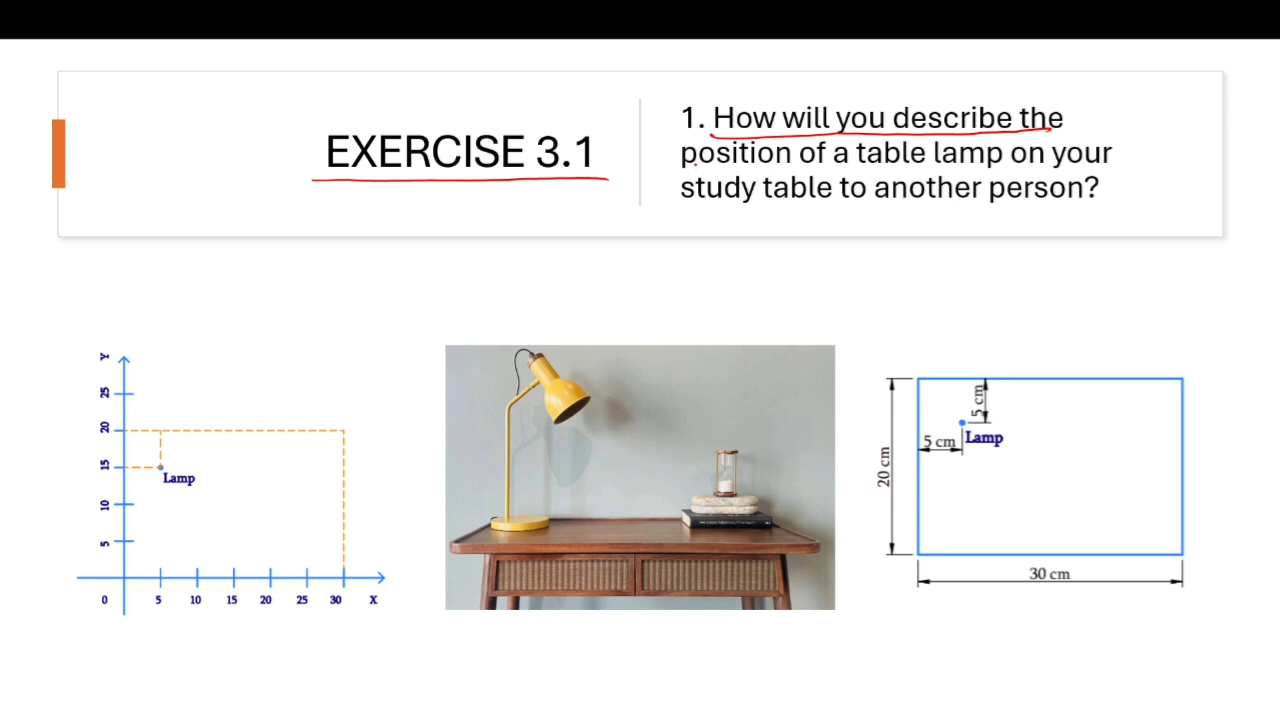 EXERCISE 3.1
1. How will you describe the
position of a table lamp on your
study table to another person?
Y
25
20
15
10
5
Lamp
0 5 10 15 20 25 30 X
5 cm
5 cm
Lamp
20 cm
30 cm